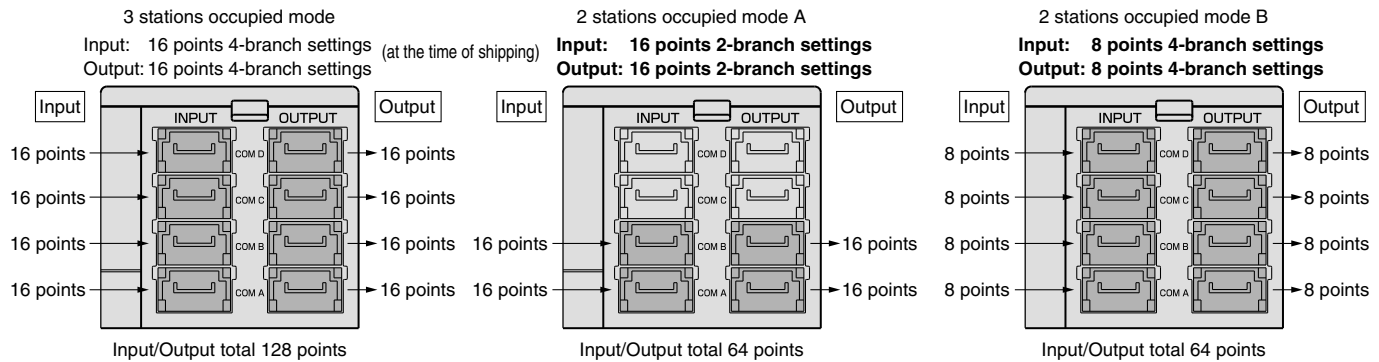 3 stations occupied mode
Input: 16 points 4-branch settings
Output: 16 points 4-branch settings
(at the time of shipping)
Input
Output
INPUT OUTPUT
16 points COM D 16 points
16 points COM C 16 points
16 points COM B 16 points
16 points COM A 16 points
Input/Output total 128 points
2 stations occupied mode A
Input: 16 points 2-branch settings
Output: 16 points 2-branch settings
Input
Output
INPUT OUTPUT
COM D
COM C
16 points COM B 16 points
16 points COM A 16 points
Input/Output total 64 points
2 stations occupied mode B
Input: 8 points 4-branch settings
Output: 8 points 4-branch settings
Input
Output
INPUT OUTPUT
8 points COM D 8 points
8 points COM C 8 points
8 points COM B 8 points
8 points COM A 8 points
Input/Output total 64 points